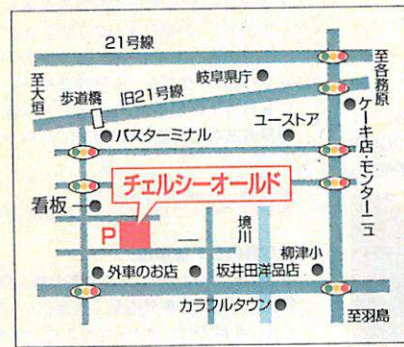 21号線
至大垣
至各務原
岐阜県庁
歩道橋
旧21号線
バスターミナル
ユーストア
ケーキ店・モンターニュ
チェルシーオールド
看板
P
境川
柳津小
外車のお店
坂井田洋品店
カラフルタウン
至羽島